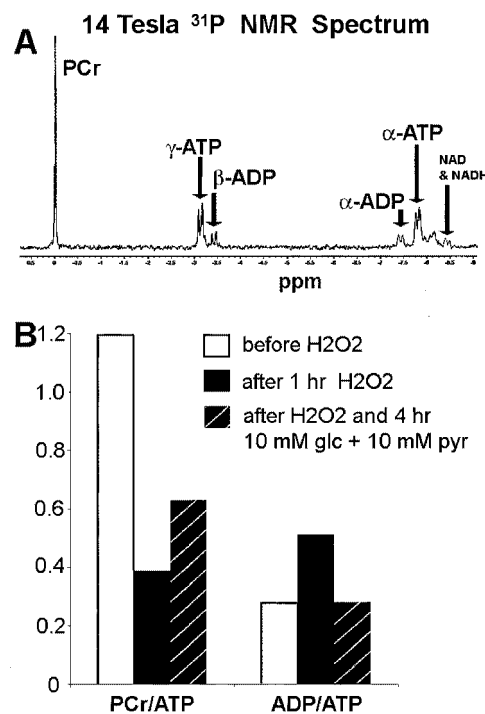 14 Tesla ³¹P NMR Spectrum
A
PCr
γ-ATP
β-ADP
α-ATP
α-ADP
NAD
& NADH
ppm
B
1.2
1.0
0.8
0.6
0.4
0.2
0
before H2O2
after 1 hr H2O2
after H2O2 and 4 hr
10 mM glc + 10 mM pyr
PCr/ATP
ADP/ATP